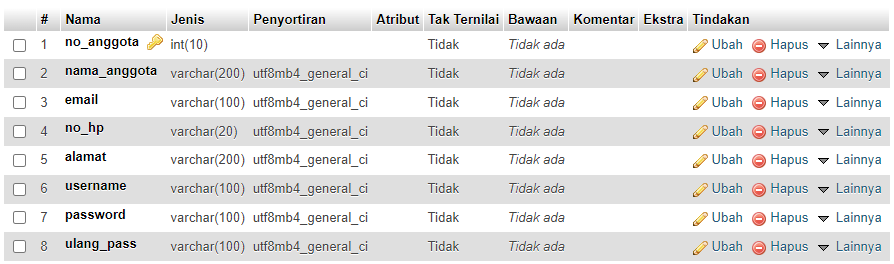 # Nama Jenis Penyortiran Atribut Tak Ternilai Bawaan Komentar Ekstra Tindakan
1 no_anggota int(10) Tidak Tidak ada Ubah Hapus Lainnya
2 nama_anggota varchar(200) utf8mb4_general_ci Tidak Tidak ada Ubah Hapus Lainnya
3 email varchar(100) utf8mb4_general_ci Tidak Tidak ada Ubah Hapus Lainnya
4 no_hp varchar(20) utf8mb4_general_ci Tidak Tidak ada Ubah Hapus Lainnya
5 alamat varchar(200) utf8mb4_general_ci Tidak Tidak ada Ubah Hapus Lainnya
6 username varchar(100) utf8mb4_general_ci Tidak Tidak ada Ubah Hapus Lainnya
7 password varchar(100) utf8mb4_general_ci Tidak Tidak ada Ubah Hapus Lainnya
8 ulang_pass varchar(100) utf8mb4_general_ci Tidak Tidak ada Ubah Hapus Lainnya